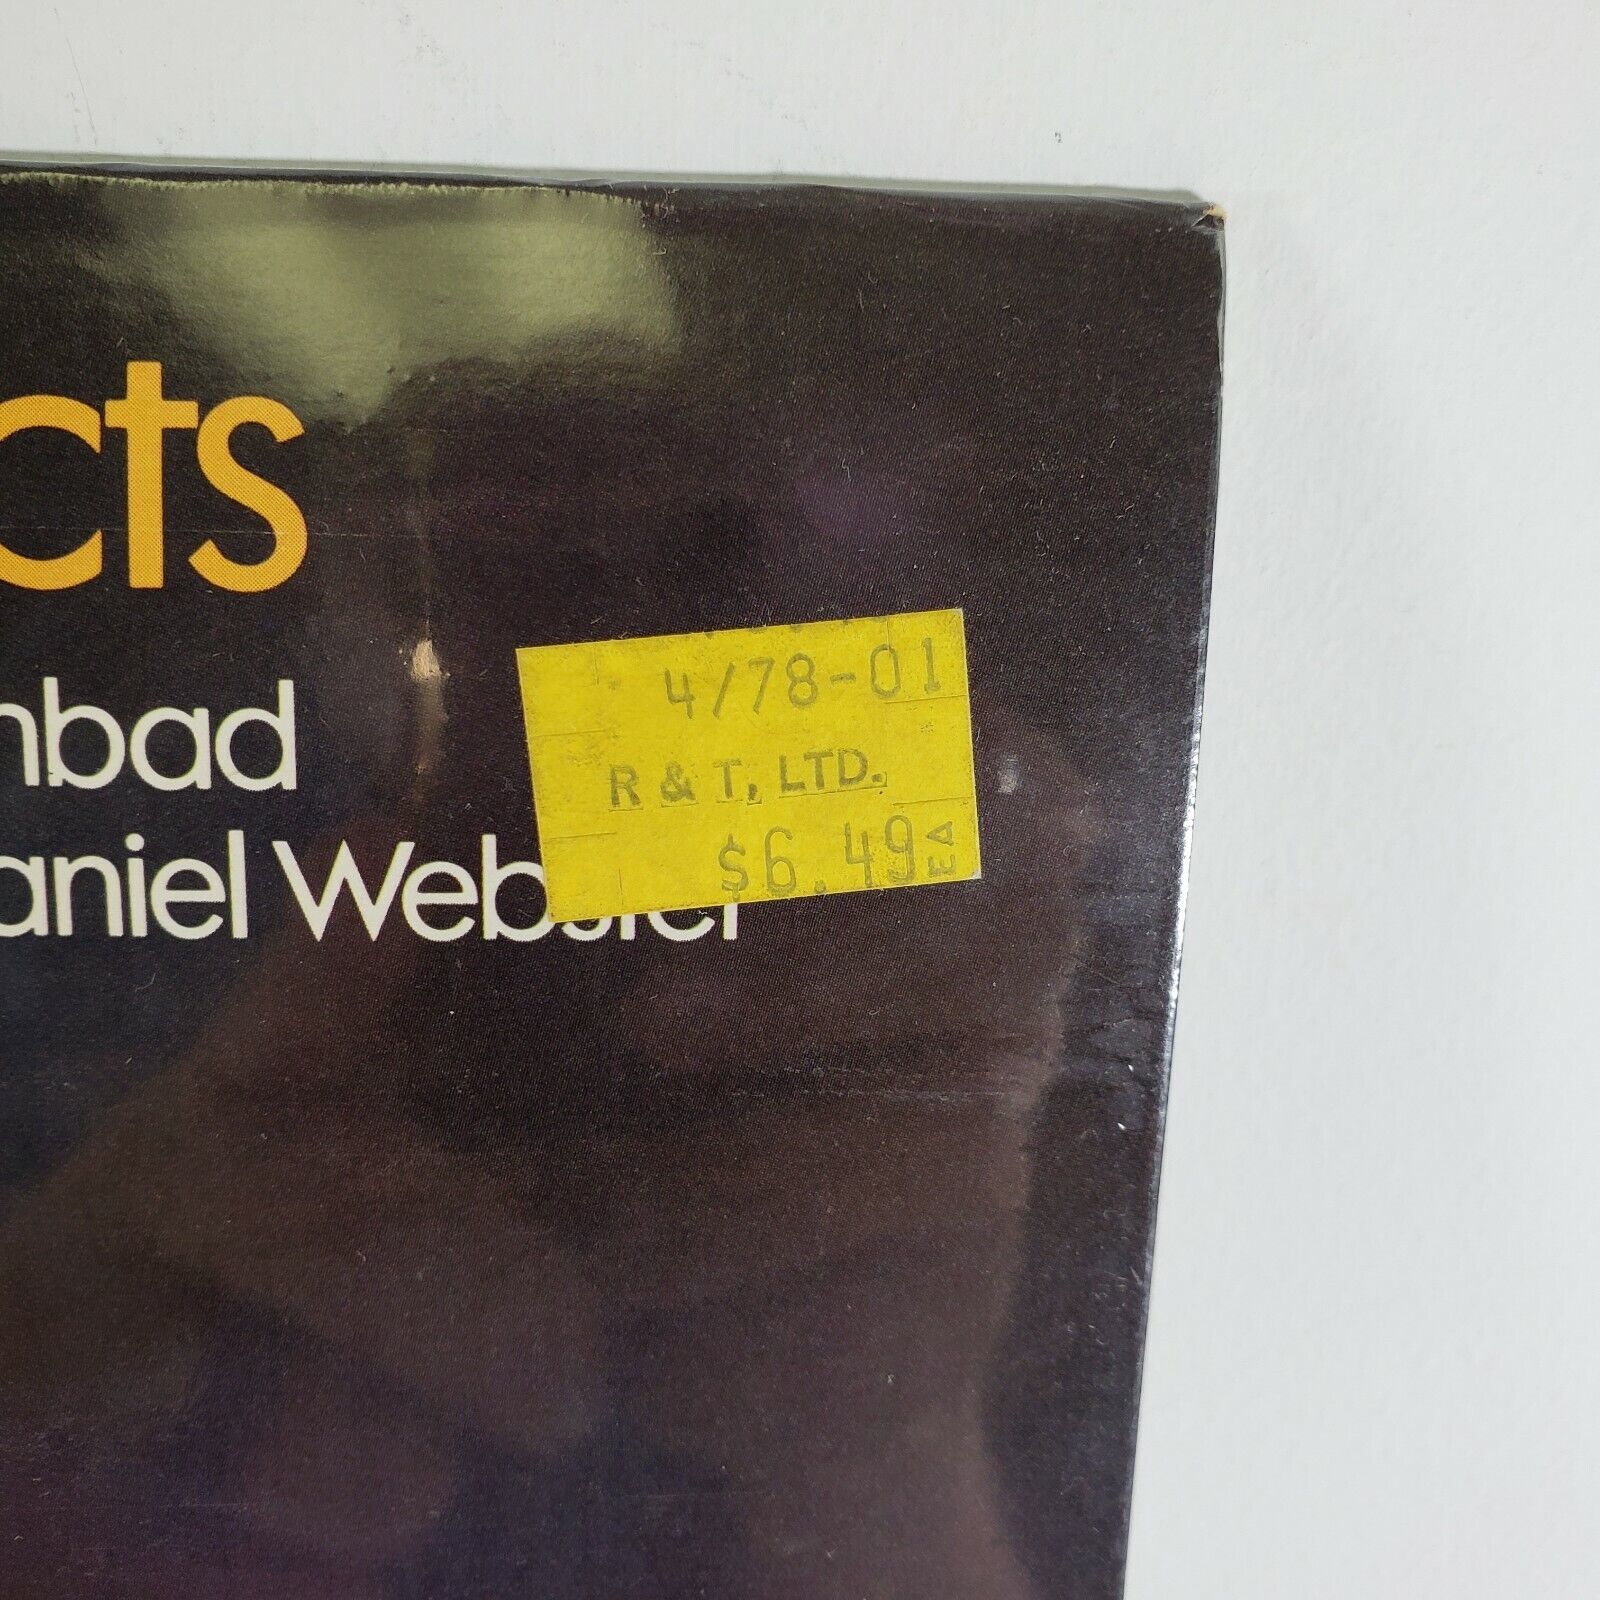 cts
nbad
aniel Webster
4/78-01
R & T, LTD.
$6.49 EA